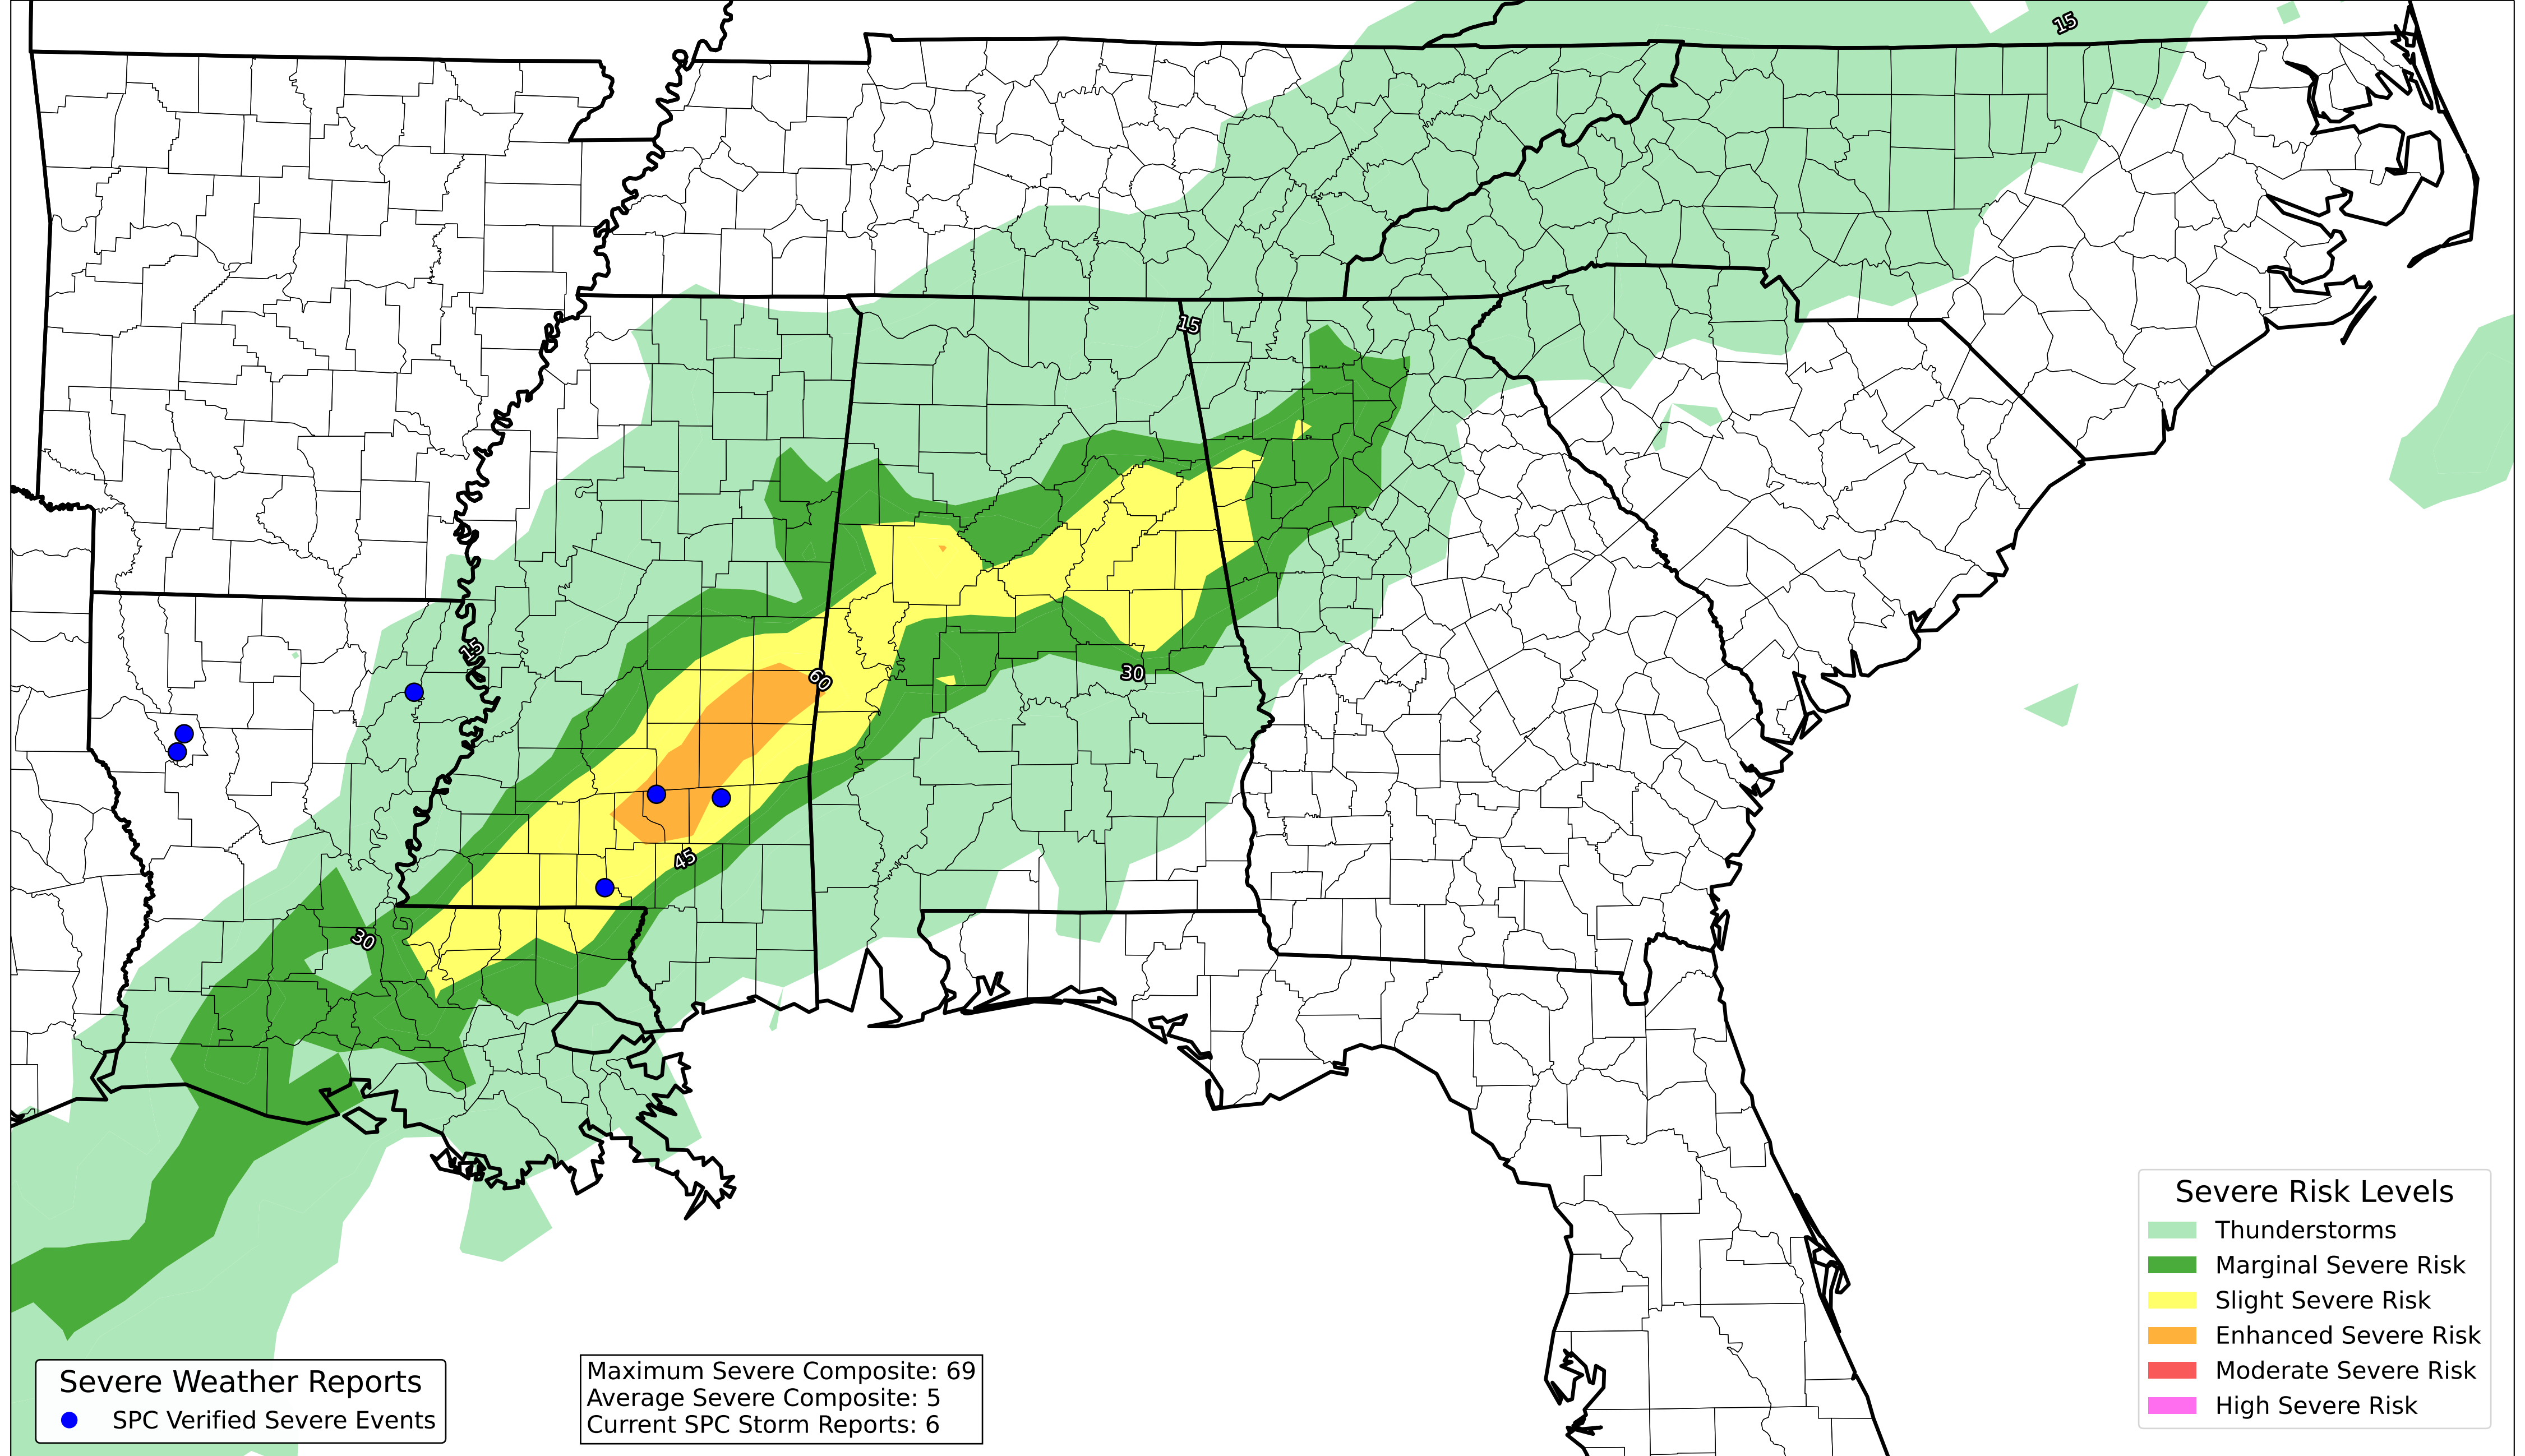 15
15
15
60
30
45
30
Severe Risk Levels
Thunderstorms
Marginal Severe Risk
Slight Severe Risk
Enhanced Severe Risk
Moderate Severe Risk
High Severe Risk
Severe Weather Reports
SPC Verified Severe Events
Maximum Severe Composite: 69
Average Severe Composite: 5
Current SPC Storm Reports: 6